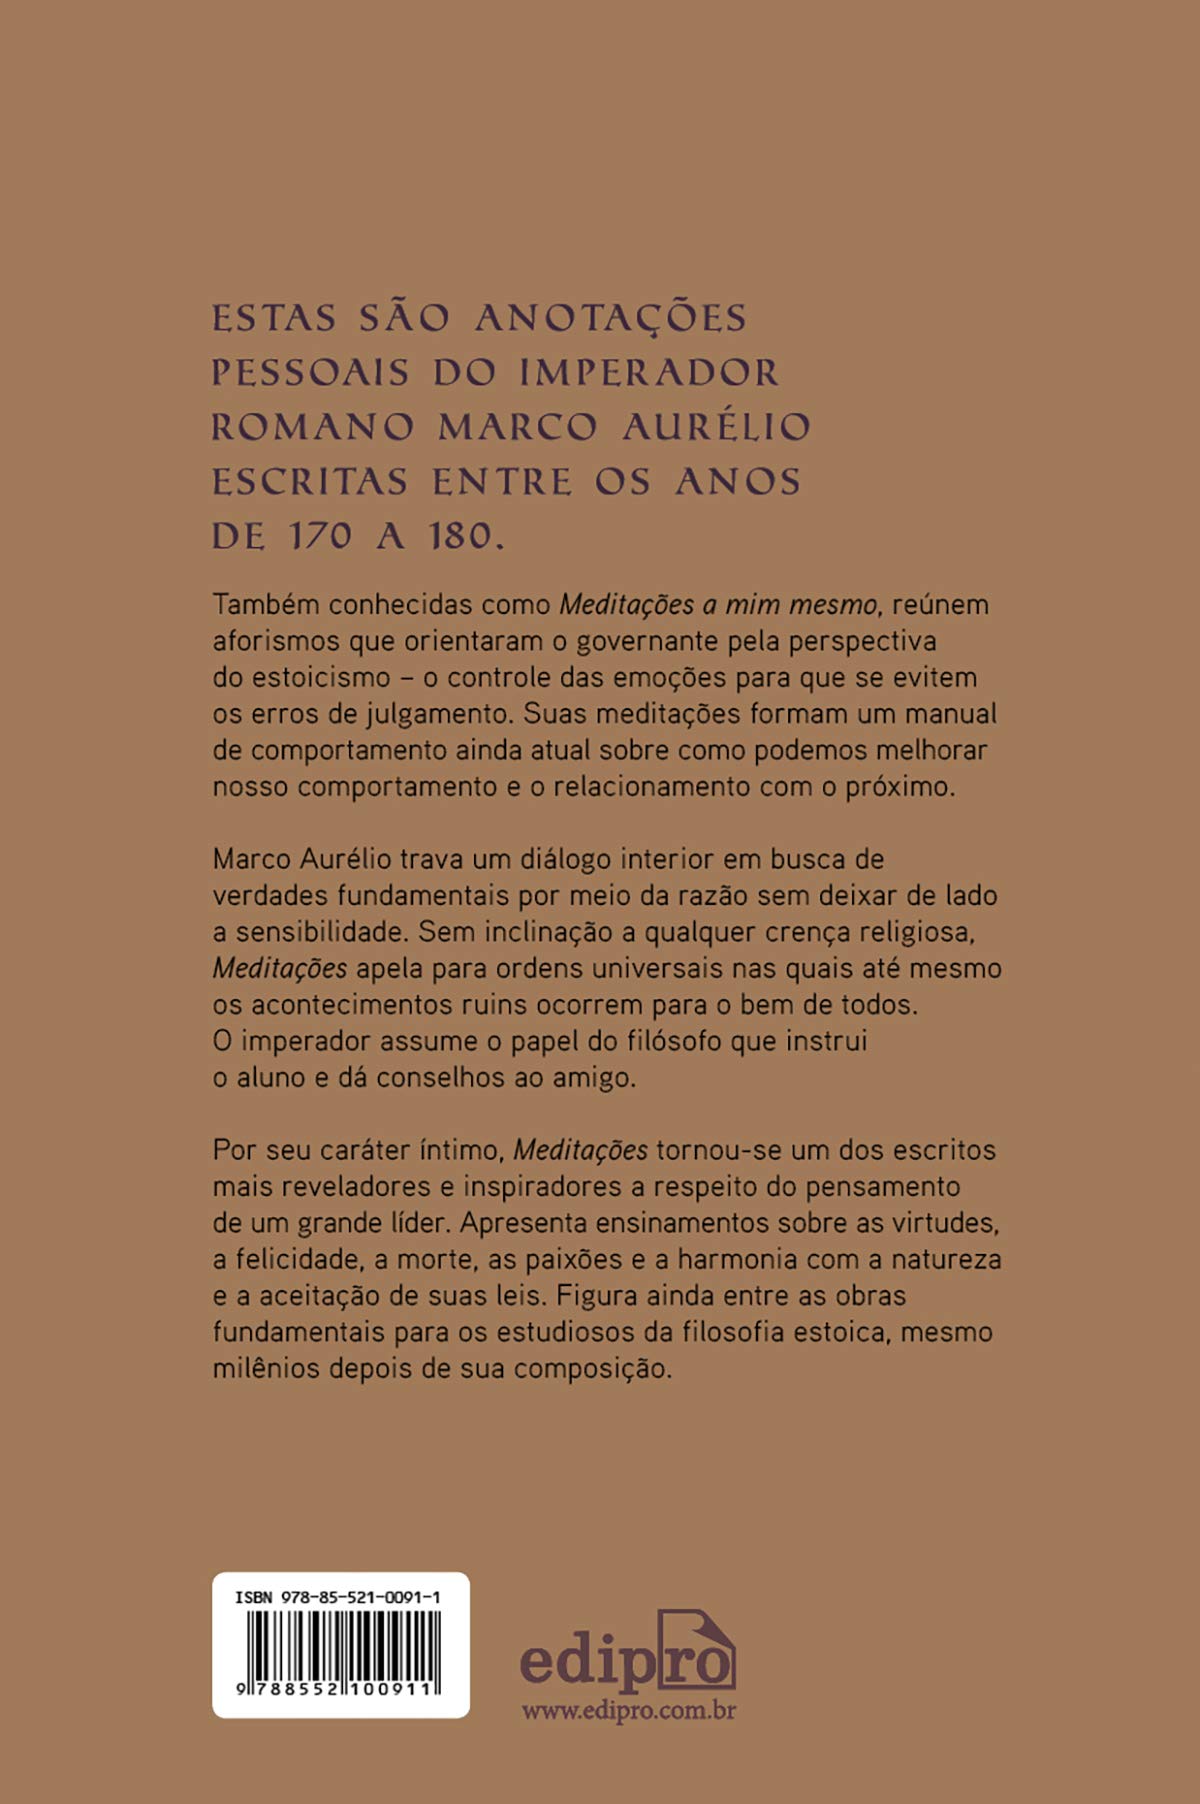 ESTAS SÃO ANOTAÇÕES
PESSOAIS DO IMPERADOR
ROMANO MARCO AURÉLIO
ESCRITAS ENTRE OS ANOS
DE 170 A 180.
Também conhecidas como Meditações a mim mesmo, reúnem
aforismos que orientaram o governante pela perspectiva
do estoicismo – o controle das emoções para que se evitem
os erros de julgamento. Suas meditações formam um manual
de comportamento ainda atual sobre como podemos melhorar
nosso comportamento e o relacionamento com o próximo.
Marco Aurélio trava um diálogo interior em busca de
verdades fundamentais por meio da razão sem deixar de lado
a sensibilidade. Sem inclinação a qualquer crença religiosa,
Meditações apela para ordens universais nas quais até mesmo
os acontecimentos ruins ocorrem para o bem de todos.
O imperador assume o papel do filósofo que instrui
o aluno e dá conselhos ao amigo.
Por seu caráter íntimo, Meditações tornou-se um dos escritos
mais reveladores e inspiradores a respeito do pensamento
de um grande líder. Apresenta ensinamentos sobre as virtudes,
a felicidade, a morte, as paixões e a harmonia com a natureza
e a aceitação de suas leis. Figura ainda entre as obras
fundamentais para os estudiosos da filosofia estoica, mesmo
milênios depois de sua composição.
ISBN 978-85-521-0091-1
9 788552 100911
edipro
www.edipro.com.br